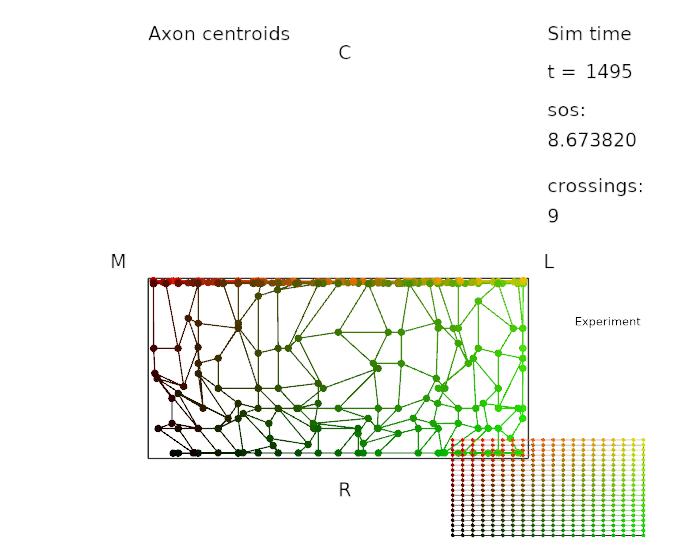 Axon centroids
C
Sim time
t = 1495
sos:
8.673820
crossings:
9
M
L
Experiment
R